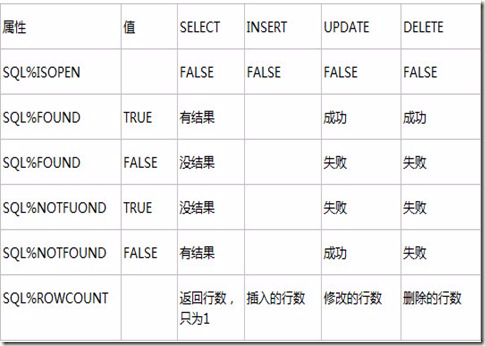 属性 值 SELECT INSERT UPDATE DELETE
SQL%ISOPEN FALSE FALSE FALSE FALSE
SQL%FOUND TRUE 有结果 成功 成功
SQL%FOUND FALSE 没结果 失败 失败
SQL%NOTFUOND TRUE 没结果 失败 失败
SQL%NOTFOUND FALSE 有结果 成功 失败
SQL%ROWCOUNT 返回行数， 插入的行数 修改的行数 删除的行数
只为1